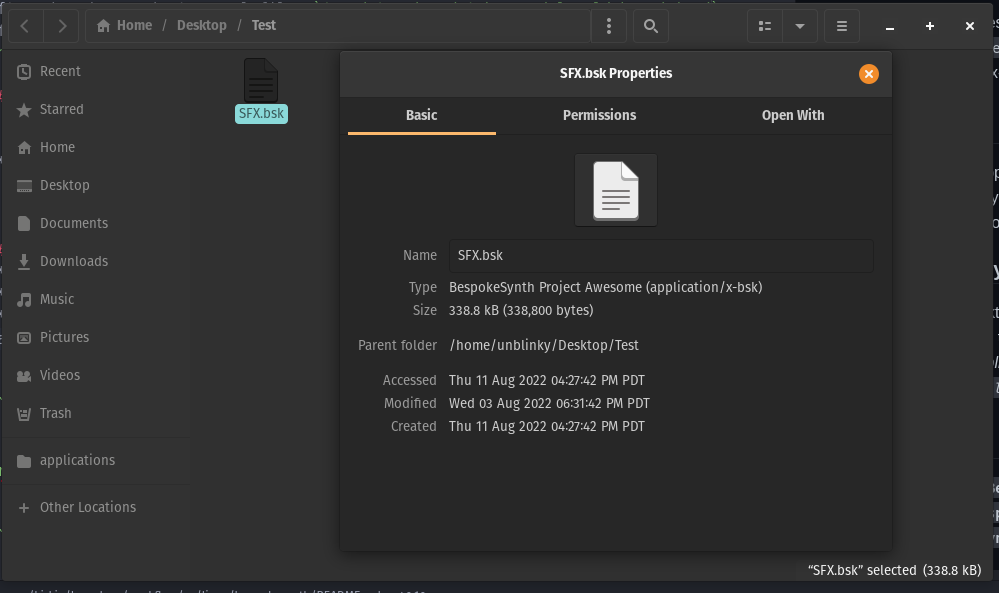 Home / Desktop / Test
SFX.bsk Properties
Recent
Starred
Home
Desktop
Documents
Downloads
Music
Pictures
Videos
Trash
applications
Other Locations
SFX.bsk
Basic
Permissions
Open With
Name SFX.bsk
Type BespokeSynth Project Awesome (application/x-bsk)
Size 338.8 kB (338,800 bytes)
Parent folder /home/unblinky/Desktop/Test
Accessed Thu 11 Aug 2022 04:27:42 PM PDT
Modified Wed 03 Aug 2022 06:31:42 PM PDT
Created Thu 11 Aug 2022 04:27:42 PM PDT
“SFX.bsk” selected (338.8 kB)